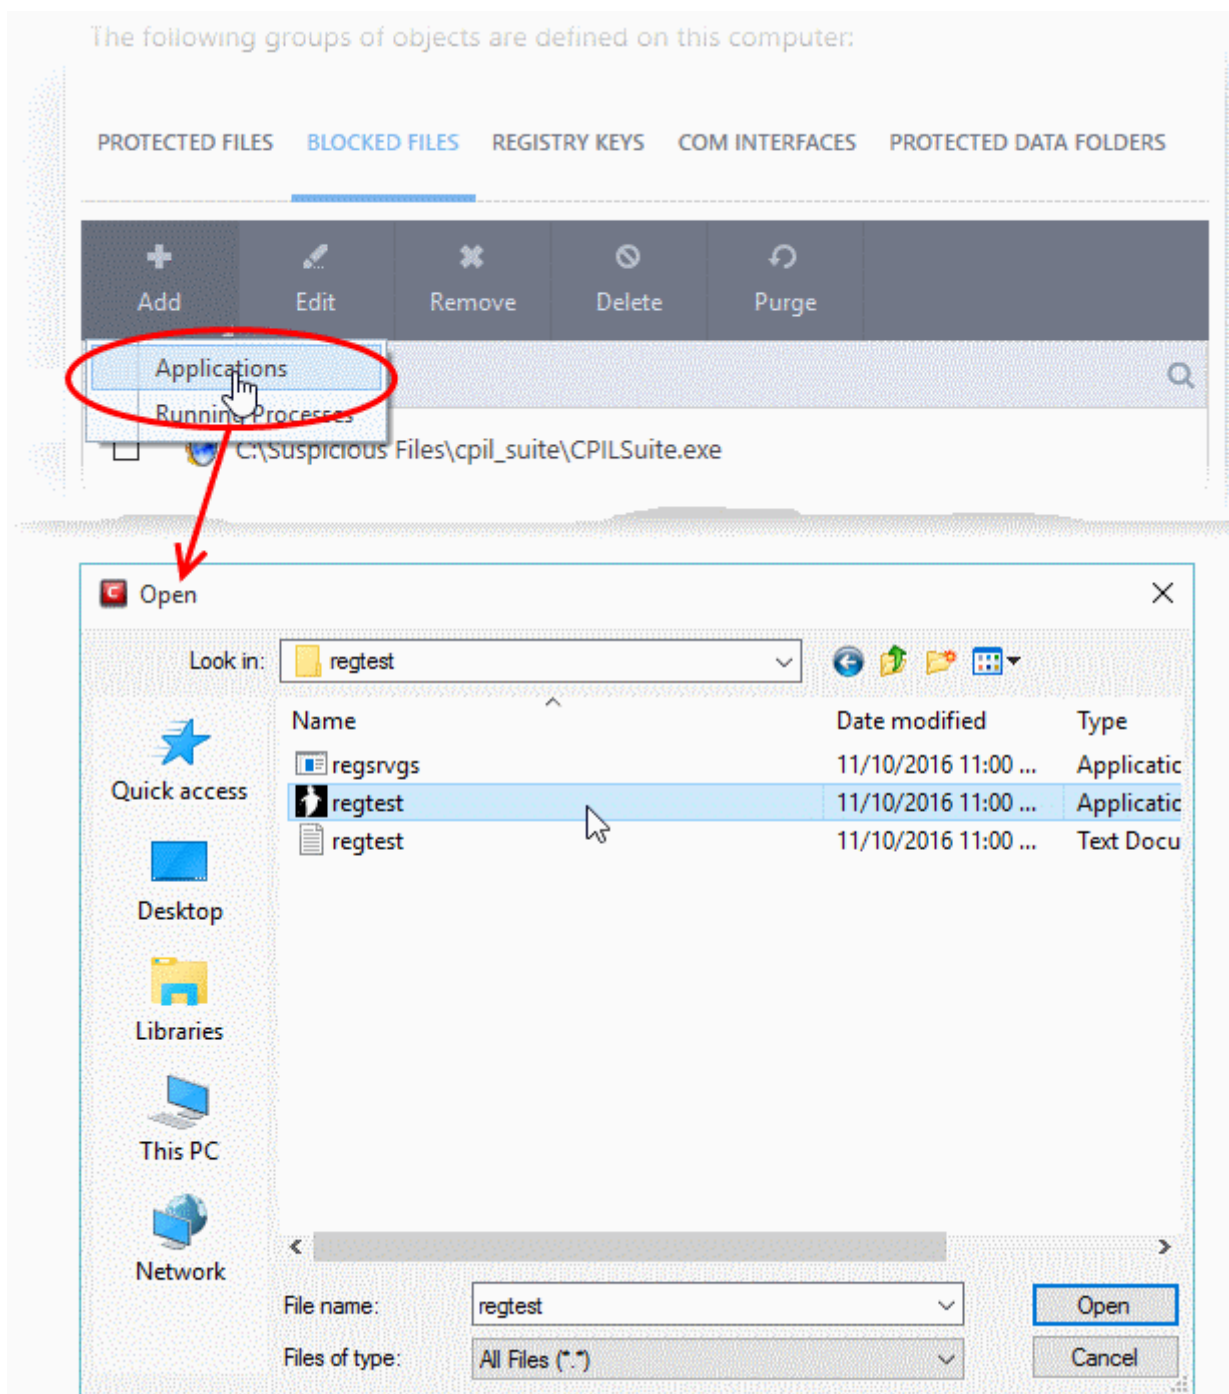 The following groups of objects are defined on this computer:
PROTECTED FILES BLOCKED FILES REGISTRY KEYS COM INTERFACES PROTECTED DATA FOLDERS
Add Edit Remove Delete Purge
Applications
Running Processes
C:\Suspicious Files\cpil_suite\CPILSuite.exe
Open
Look in: regtest
Name Date modified Type
regsrvgs 11/10/2016 11:00 ... Applicatic
regtest 11/10/2016 11:00 ... Applicatic
regtest 11/10/2016 11:00 ... Text Docu
Quick access
Desktop
Libraries
This PC
Network
File name: regtest Open
Files of type: All Files (*.*) Cancel